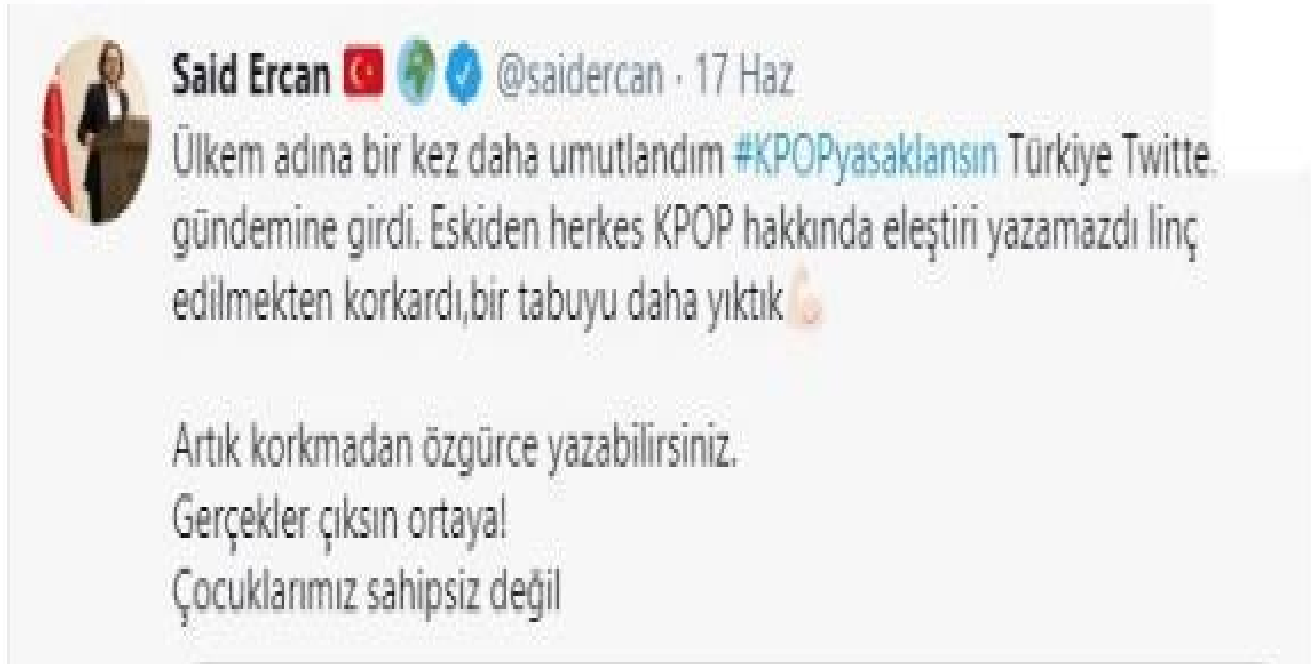 Said Ercan @saidercan · 17 Haz
Ülkem adına bir kez daha umutlandım #KPOPyasaklansın Türkiye Twitte
gündemine girdi. Eskiden herkes KPOP hakkında eleştiri yazamazdı linç
edilmekten korkardı,bir tabuyu daha yıktık
Artık korkmadan özgürce yazabilirsiniz.
Gerçekler çıksın ortaya!
Çocuklarımız sahipsiz değil